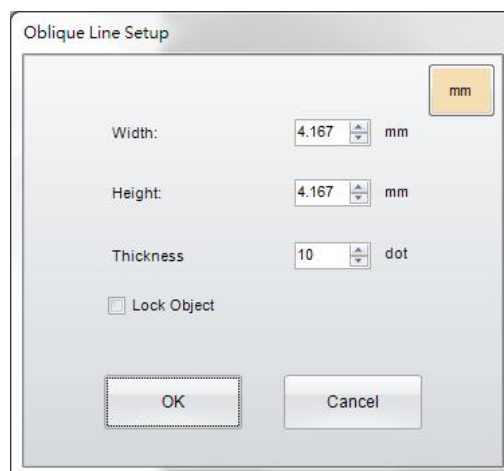 Oblique Line Setup
mm
Width: 4.167 mm
Height: 4.167 mm
Thickness 10 dot
Lock Object
OK Cancel